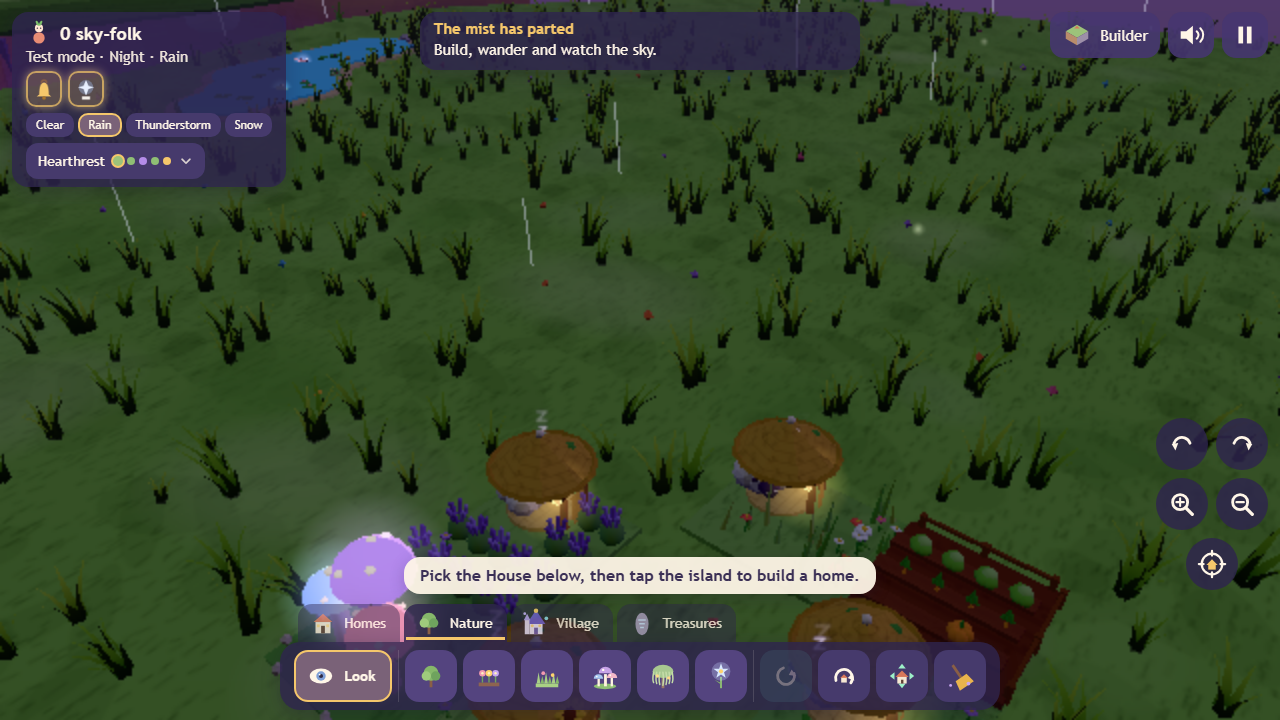 0 sky-folk
Test mode · Night · Rain
Clear Rain Thunderstorm Snow
Hearthrest
The mist has parted
Build, wander and watch the sky.
Builder
Z
Pick the House below, then tap the island to build a home.
Homes Nature Village Treasures
Z
Look